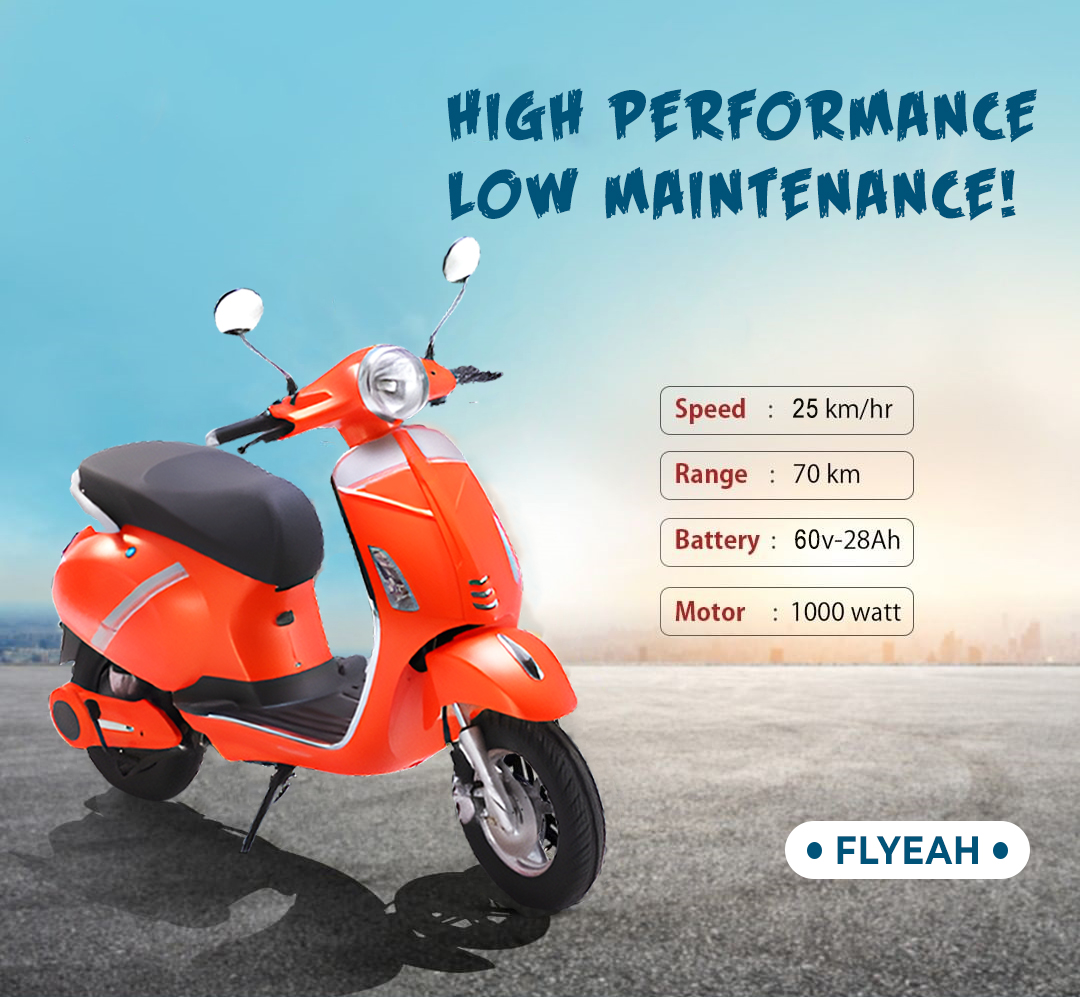 HIGH PERFORMANCE
LOW MAINTENANCE!
Speed : 25 km/hr
Range : 70 km
Battery : 60v-28Ah
Motor : 1000 watt
• FLYEAH •